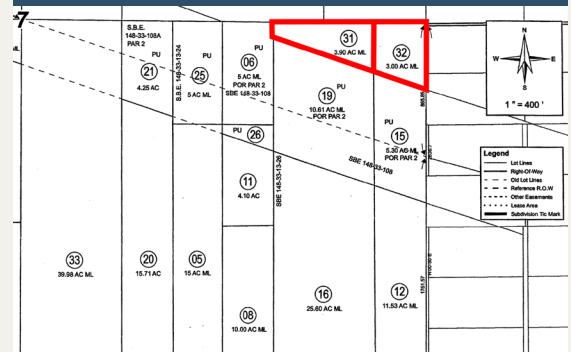 7
S.B.E.
148-33-108A
PAR 2
PU
21
4.25 AC
S.B.E. 148-33-13-24
PU
25
5 AC ML
PU
06
5 AC ML
POR PAR 2
SBE 148-33-108
31
3.90 AC ML
32
3.00 AC ML
PU
19
10.61 AC ML
POR PAR 2
PU
15
5.30 AC ML
POR PAR 2
PU
26
SBE 148-33-13-26
SBE 148-33-108
11
4.10 AC
33
39.98 AC ML
20
15.71 AC
05
15 AC ML
08
10.00 AC ML
16
25.60 AC ML
12
11.53 AC ML
1761.57
N
W
E
S
1 " = 400 '
Legend
Lot Lines
Right-Of-Way
Old Lot Lines
Reference R.O.W
Other Easements
Lease Area
Subdivision Tic Mark